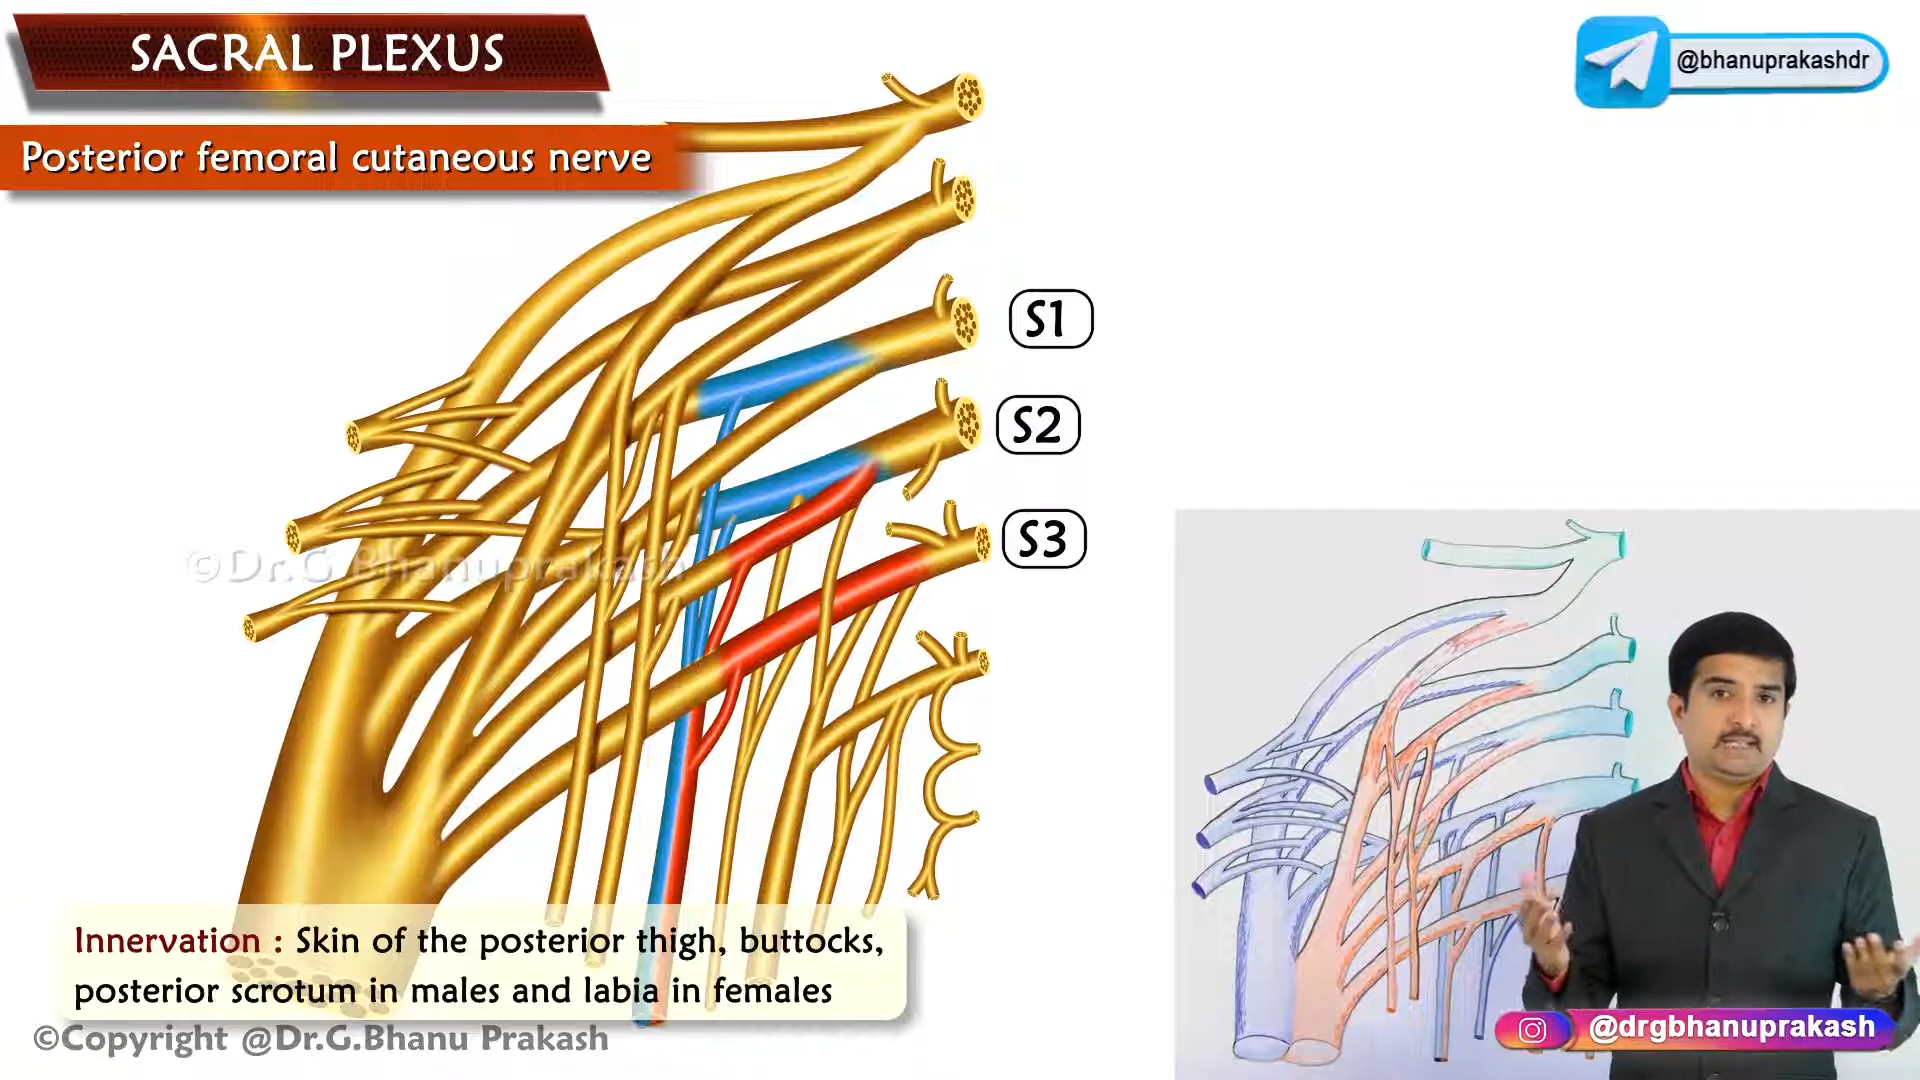 SACRAL PLEXUS
@bhanuprakashdr
Posterior femoral cutaneous nerve
S1
S2
S3
©Dr.G.Bhanuprakash
Innervation : Skin of the posterior thigh, buttocks,
posterior scrotum in males and labia in females
@drgbhanuprakash
©Copyright @Dr.G.Bhanu Prakash